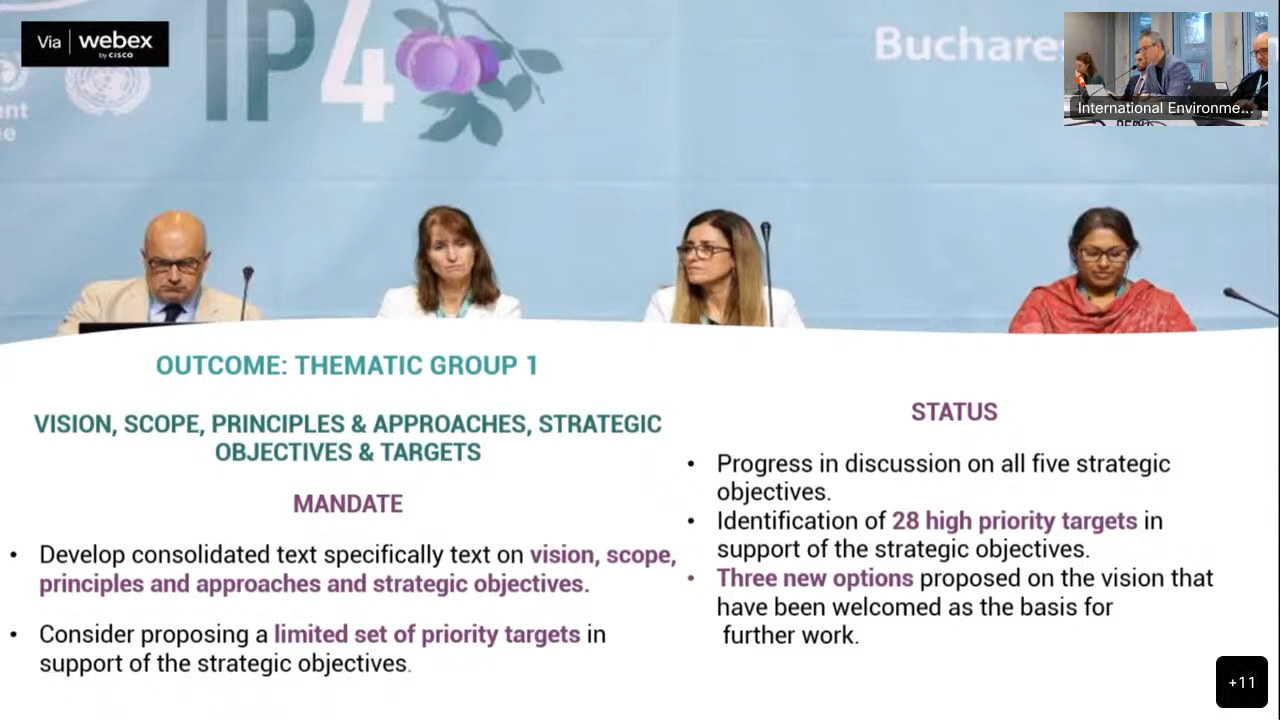 Via webex
by CISCO
IP4
Buchares
ent
e
International Environme...
OUTCOME: THEMATIC GROUP 1
VISION, SCOPE, PRINCIPLES & APPROACHES, STRATEGIC
OBJECTIVES & TARGETS
MANDATE
• Develop consolidated text specifically text on vision, scope,
principles and approaches and strategic objectives.
• Consider proposing a limited set of priority targets in
support of the strategic objectives.
STATUS
• Progress in discussion on all five strategic
objectives.
• Identification of 28 high priority targets in
support of the strategic objectives.
• Three new options proposed on the vision that
have been welcomed as the basis for
further work.
+11